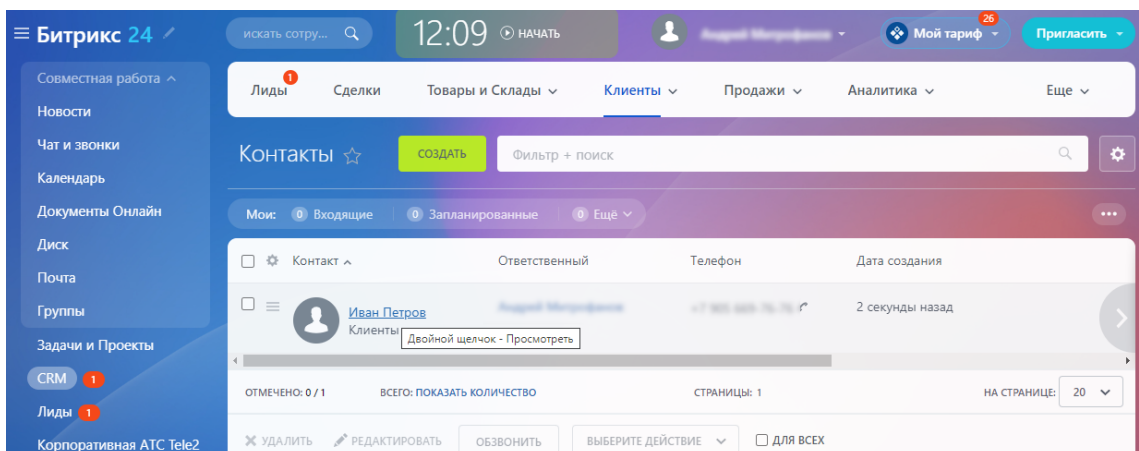 Битрикс 24
искать сотру...
12:09 НАЧАТЬ
26
Мой тариф
Пригласить
Совместная работа
Новости
Чат и звонки
Календарь
Документы Онлайн
Диск
Почта
Группы
Задачи и Проекты
CRM 1
Лиды 1
Корпоративная АТС Tele2
Лиды 1 Сделки Товары и Склады Клиенты Продажи Аналитика Еще
Контакты СОЗДАТЬ Фильтр + поиск
Мои: 0 Входящие 0 Запланированные 0 Ещё
Контакт Ответственный Телефон Дата создания
Иван Петров 2 секунды назад
Клиенты
Двойной щелчок - Просмотреть
ОТМЕЧЕНО: 0 / 1 ВСЕГО: ПОКАЗАТЬ КОЛИЧЕСТВО СТРАНИЦЫ: 1 НА СТРАНИЦЕ: 20
УДАЛИТЬ РЕДАКТИРОВАТЬ ОБЗВОНИТЬ ВЫБЕРИТЕ ДЕЙСТВИЕ ДЛЯ ВСЕХ